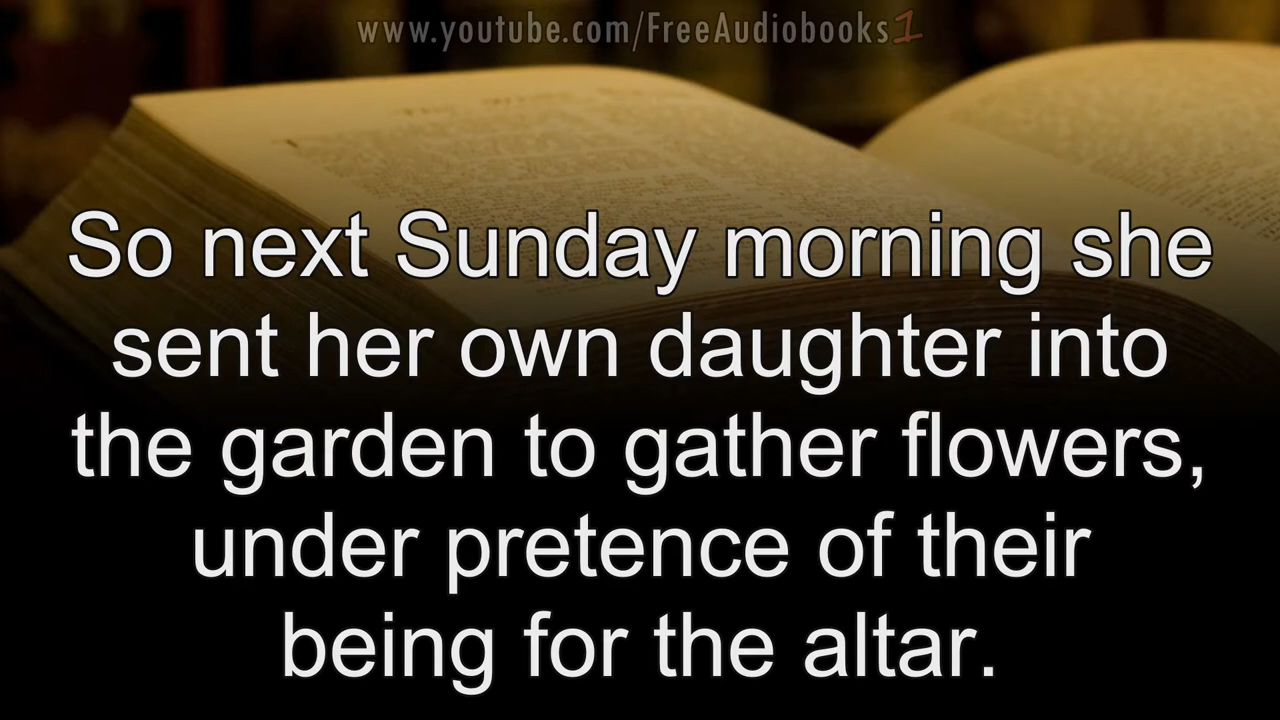 www.youtube.com/FreeAudiobooks1
So next Sunday morning she
sent her own daughter into
the garden to gather flowers,
under pretence of their
being for the altar.